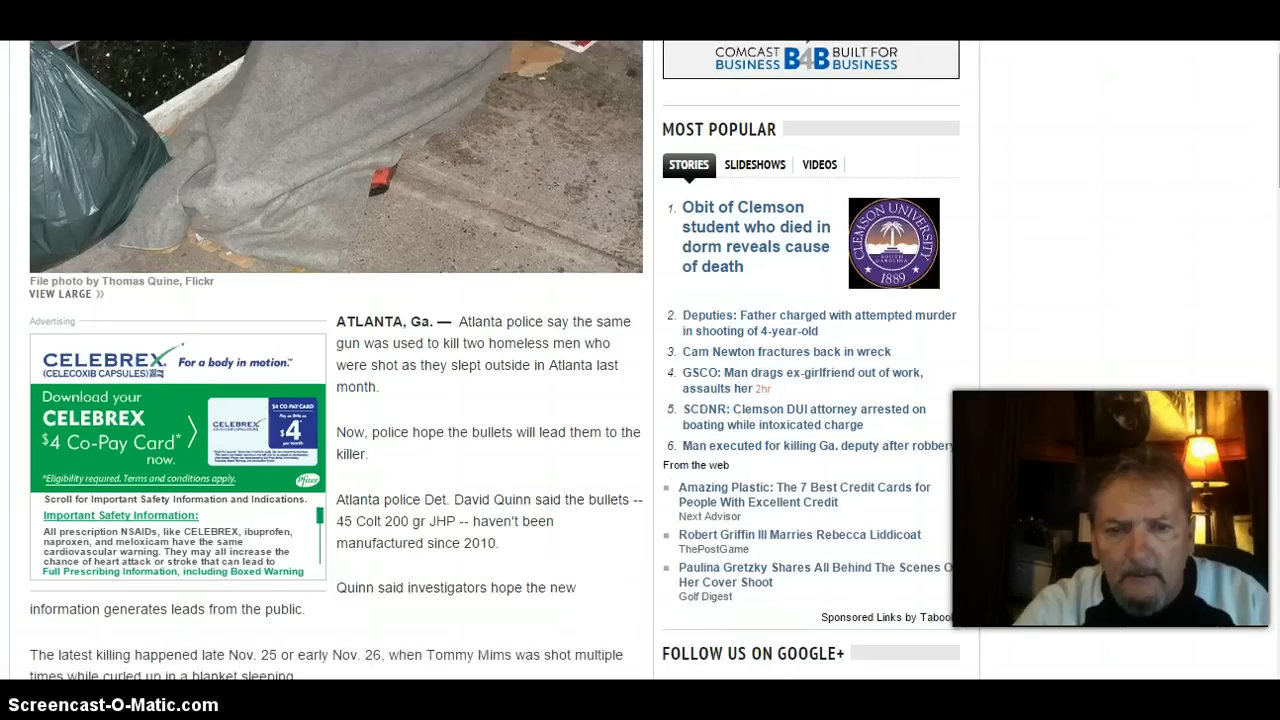 COMCAST BUSINESS B4B BUILT FOR BUSINESS
MOST POPULAR
STORIES SLIDESHOWS VIDEOS
1. Obit of Clemson
student who died in
dorm reveals cause
of death
CLEMSON UNIVERSITY
1889
2. Deputies: Father charged with attempted murder
in shooting of 4-year-old
3. Cam Newton fractures back in wreck
4. GSCO: Man drags ex-girlfriend out of work,
assaults her 2hr
5. SCDNR: Clemson DUI attorney arrested on
boating while intoxicated charge
6. Man executed for killing Ga. deputy after robbery
From the web
Amazing Plastic: The 7 Best Credit Cards for
People With Excellent Credit
Next Advisor
Robert Griffin III Marries Rebecca Liddicoat
ThePostGame
Paulina Gretzky Shares All Behind The Scenes O
Her Cover Shoot
Golf Digest
Sponsored Links by Taboo
FOLLOW US ON GOOGLE+
File photo by Thomas Quine, Flickr
VIEW LARGE »
Advertising
CELEBREX For a body in motion.™
(CELECOXIB CAPSULES)
Download your
CELEBREX
$4 Co-Pay Card*
now.
$4 CO-PAY CARD
CELEBREX
$4
*Eligibility required. Terms and conditions apply.
Pfizer
Scroll for Important Safety Information and Indications.
Important Safety Information:
All prescription NSAIDs, like CELEBREX, ibuprofen,
naproxen, and meloxicam have the same
cardiovascular warning. They may all increase the
chance of heart attack or stroke that can lead to
Full Prescribing Information, including Boxed Warning
ATLANTA, Ga. — Atlanta police say the same
gun was used to kill two homeless men who
were shot as they slept outside in Atlanta last
month.
Now, police hope the bullets will lead them to the
killer.
Atlanta police Det. David Quinn said the bullets --
45 Colt 200 gr JHP -- haven't been
manufactured since 2010.
Quinn said investigators hope the new
information generates leads from the public.
The latest killing happened late Nov. 25 or early Nov. 26, when Tommy Mims was shot multiple
times while curled up in a blanket sleeping.
Screencast-O-Matic.com